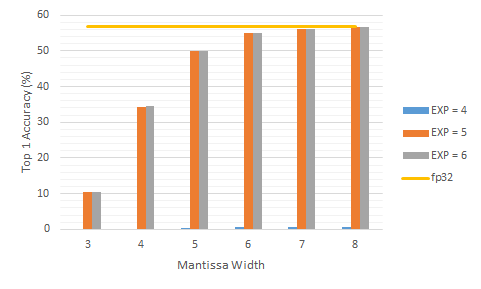 60
50
40
30
20
10
0
Top 1 Accuracy (%)
3 4 5 6 7 8
Mantissa Width
EXP = 4
EXP = 5
EXP = 6
fp32